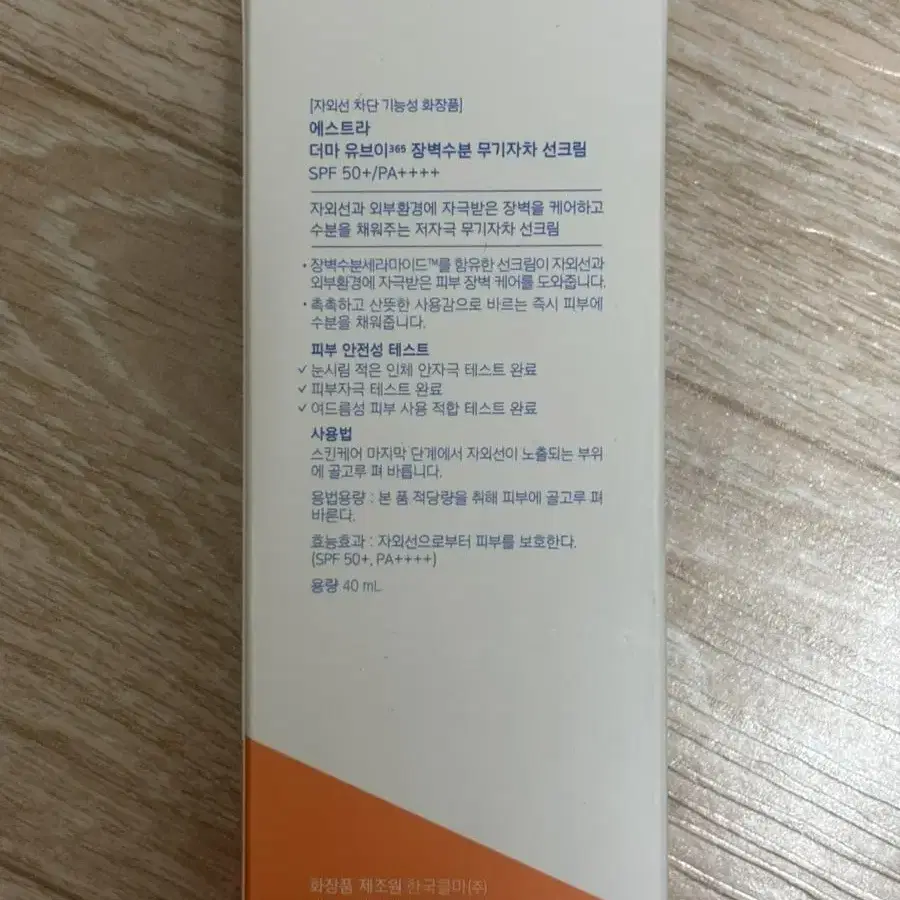 [자외선 차단 기능성 화장품]
에스트라
더마 유브이365 장벽수분 무기자차 선크림
SPF 50+/PA++++
자외선과 외부환경에 자극받은 장벽을 케어하고
수분을 채워주는 저자극 무기자차 선크림
• 장벽수분세라마이드™를 함유한 선크림이 자외선과
외부환경에 자극받은 피부 장벽 케어를 도와줍니다.
• 촉촉하고 산뜻한 사용감으로 바르는 즉시 피부에
수분을 채워줍니다.
피부 안전성 테스트
✓ 눈시림 적은 인체 안자극 테스트 완료
✓ 피부자극 테스트 완료
✓ 여드름성 피부 사용 적합 테스트 완료
사용법
스킨케어 마지막 단계에서 자외선이 노출되는 부위
에 골고루 펴 바릅니다.
용법용량 : 본 품 적당량을 취해 피부에 골고루 펴
바른다.
효능효과 : 자외선으로부터 피부를 보호한다.
(SPF 50+, PA++++)
용량 40 mL
화장품 제조원 한국콜마(주)